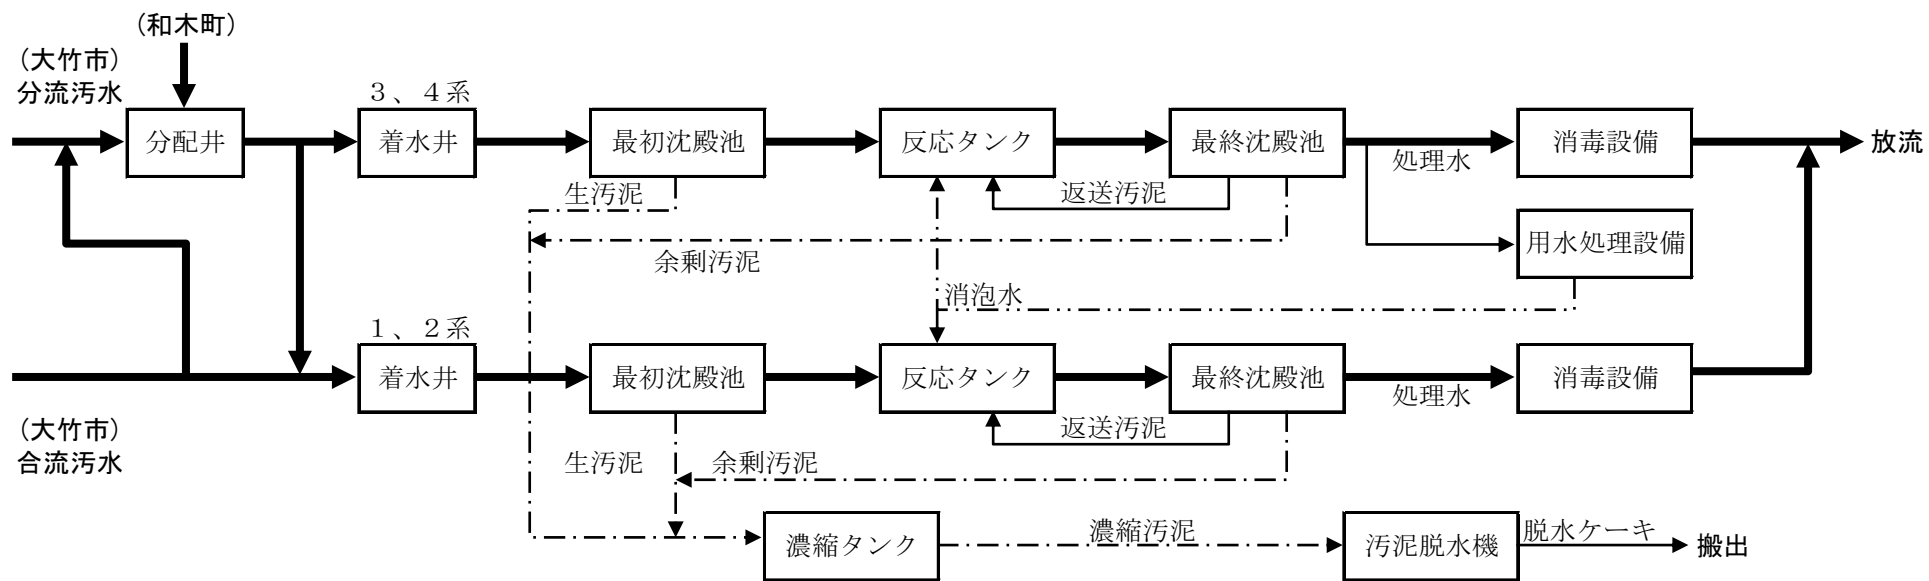 （和木町）
（大竹市）
分流汚水
３、４系
分配井
着水井
最初沈殿池
反応タンク
最終沈殿池
処理水
消毒設備
放流
生汚泥
返送汚泥
余剰汚泥
用水処理設備
消泡水
１、２系
着水井
最初沈殿池
反応タンク
最終沈殿池
処理水
消毒設備
（大竹市）
合流汚水
返送汚泥
生汚泥
余剰汚泥
濃縮タンク
濃縮汚泥
汚泥脱水機
脱水ケーキ
搬出